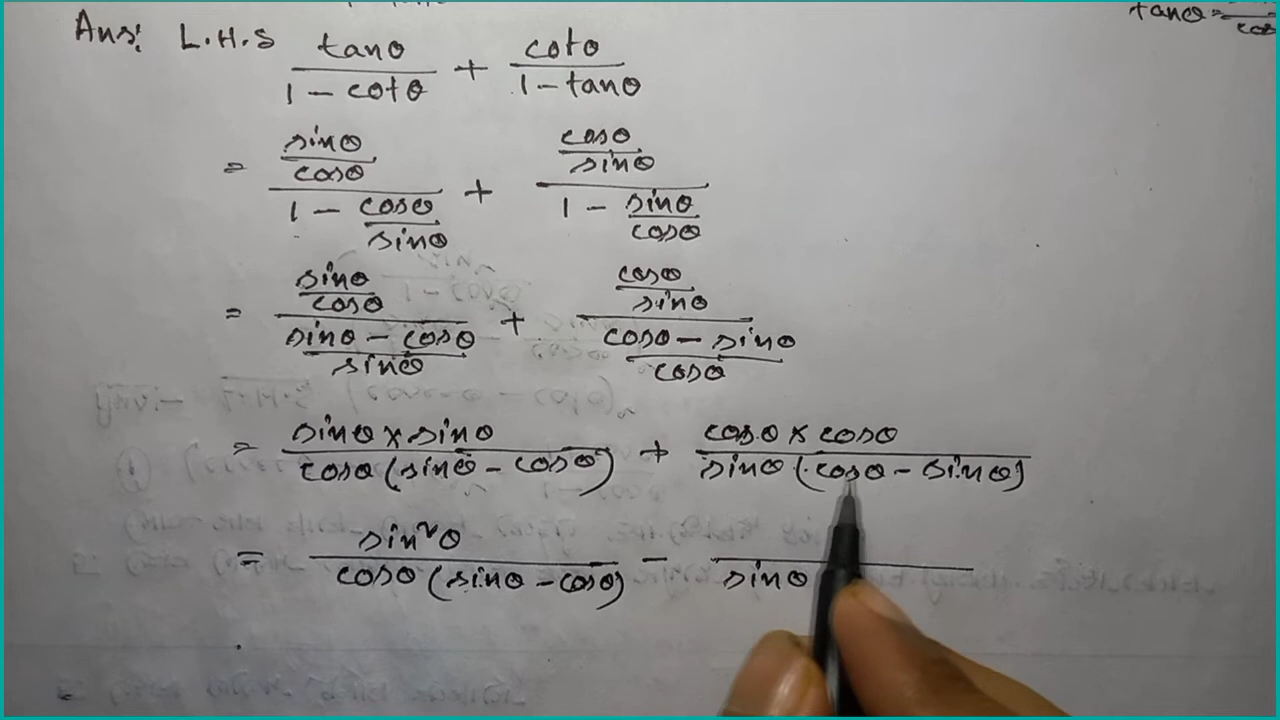 tanθ = 
cosθ
Ans: L.H.S tanθ / 1 - cotθ + cotθ / 1 - tanθ
= sinθ/cosθ / 1 - cosθ/sinθ + cosθ/sinθ / 1 - sinθ/cosθ
= sinθ/cosθ / sinθ - cosθ/sinθ + cosθ/sinθ / cosθ - sinθ/cosθ
= sinθ × sinθ / cosθ (sinθ - cosθ) + cosθ × cosθ / sinθ (cosθ - sinθ)
= sin²θ / cosθ (sinθ - cosθ) - / sinθ